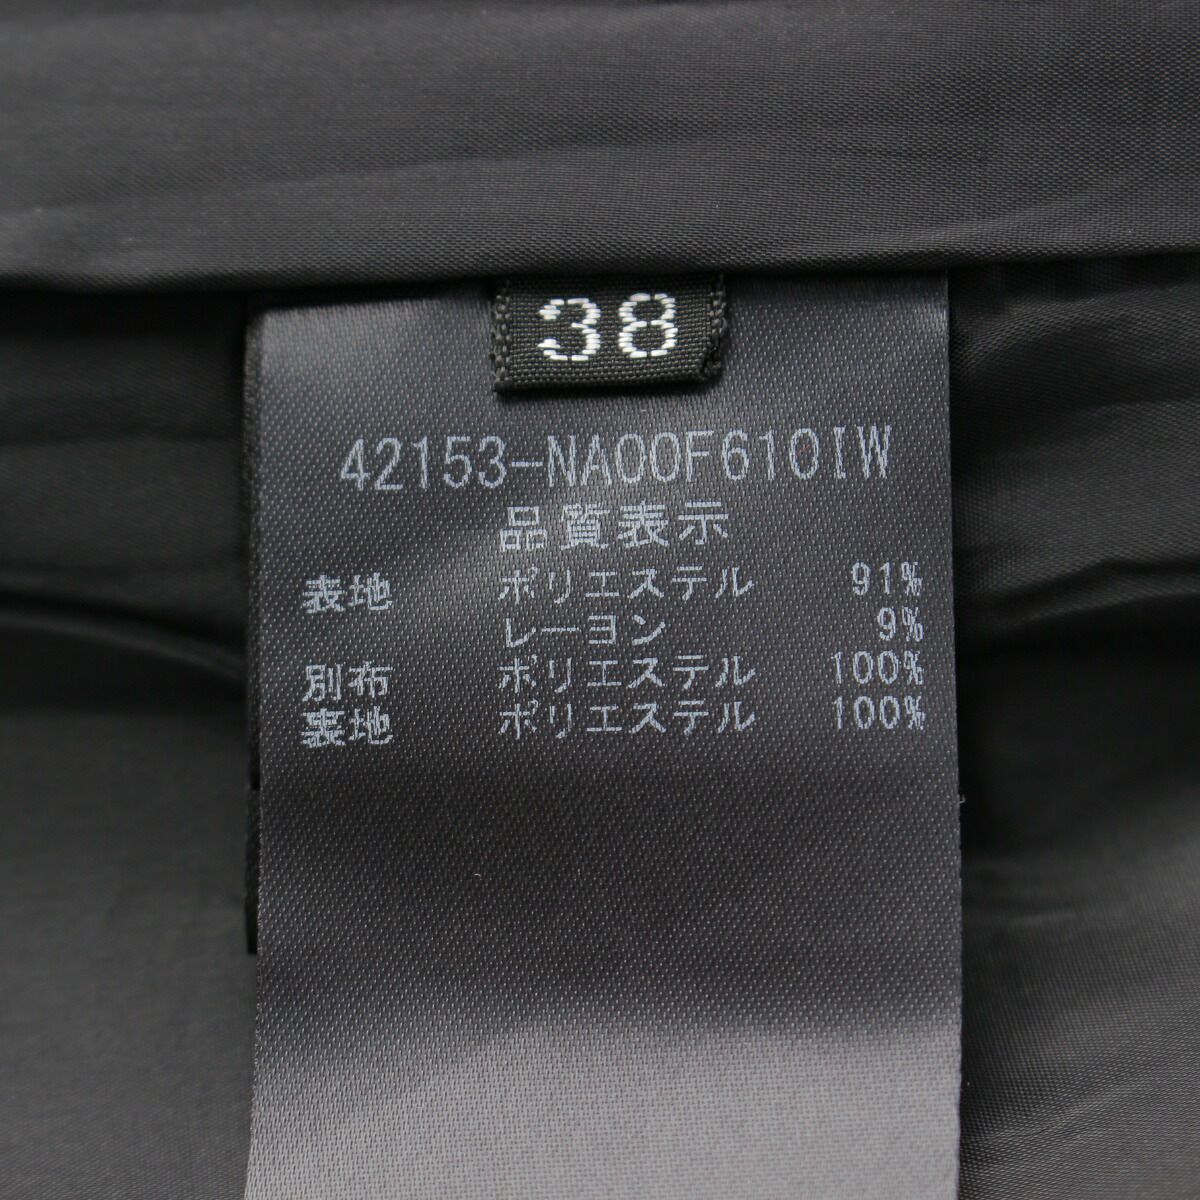 38
42153-NA00F610IW
品質表示
表地 ポリエステル 91%
レーヨン 9%
別布 ポリエステル 100%
裏地 ポリエステル 100%